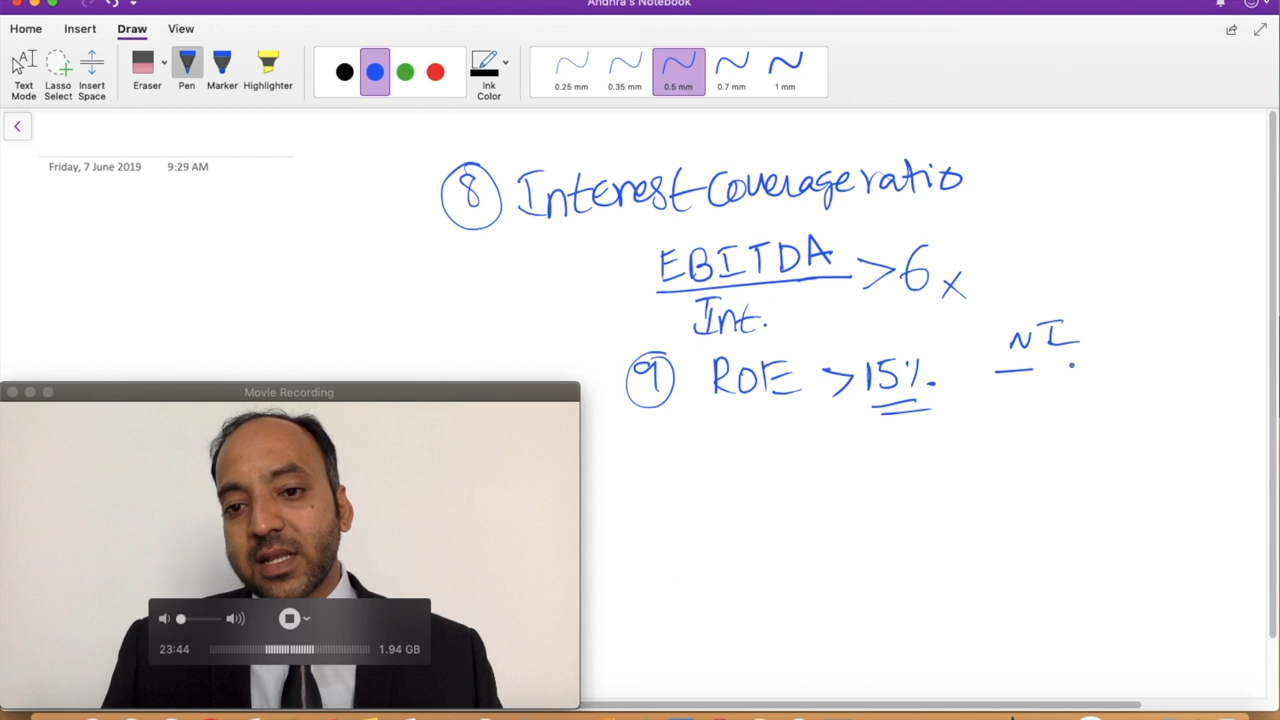 Andhra's Notebook
Home Insert Draw View
Text Mode
Lasso Select
Insert Space
Eraser
Pen
Marker
Highlighter
Ink Color
0.25 mm
0.35 mm
0.5 mm
0.7 mm
1 mm
Friday, 7 June 2019 9:29 AM
8 Interest Coverage ratio
EBITDA > 6x
Int.
NI
9 ROE > 15%
Movie Recording
23:44 1.94 GB